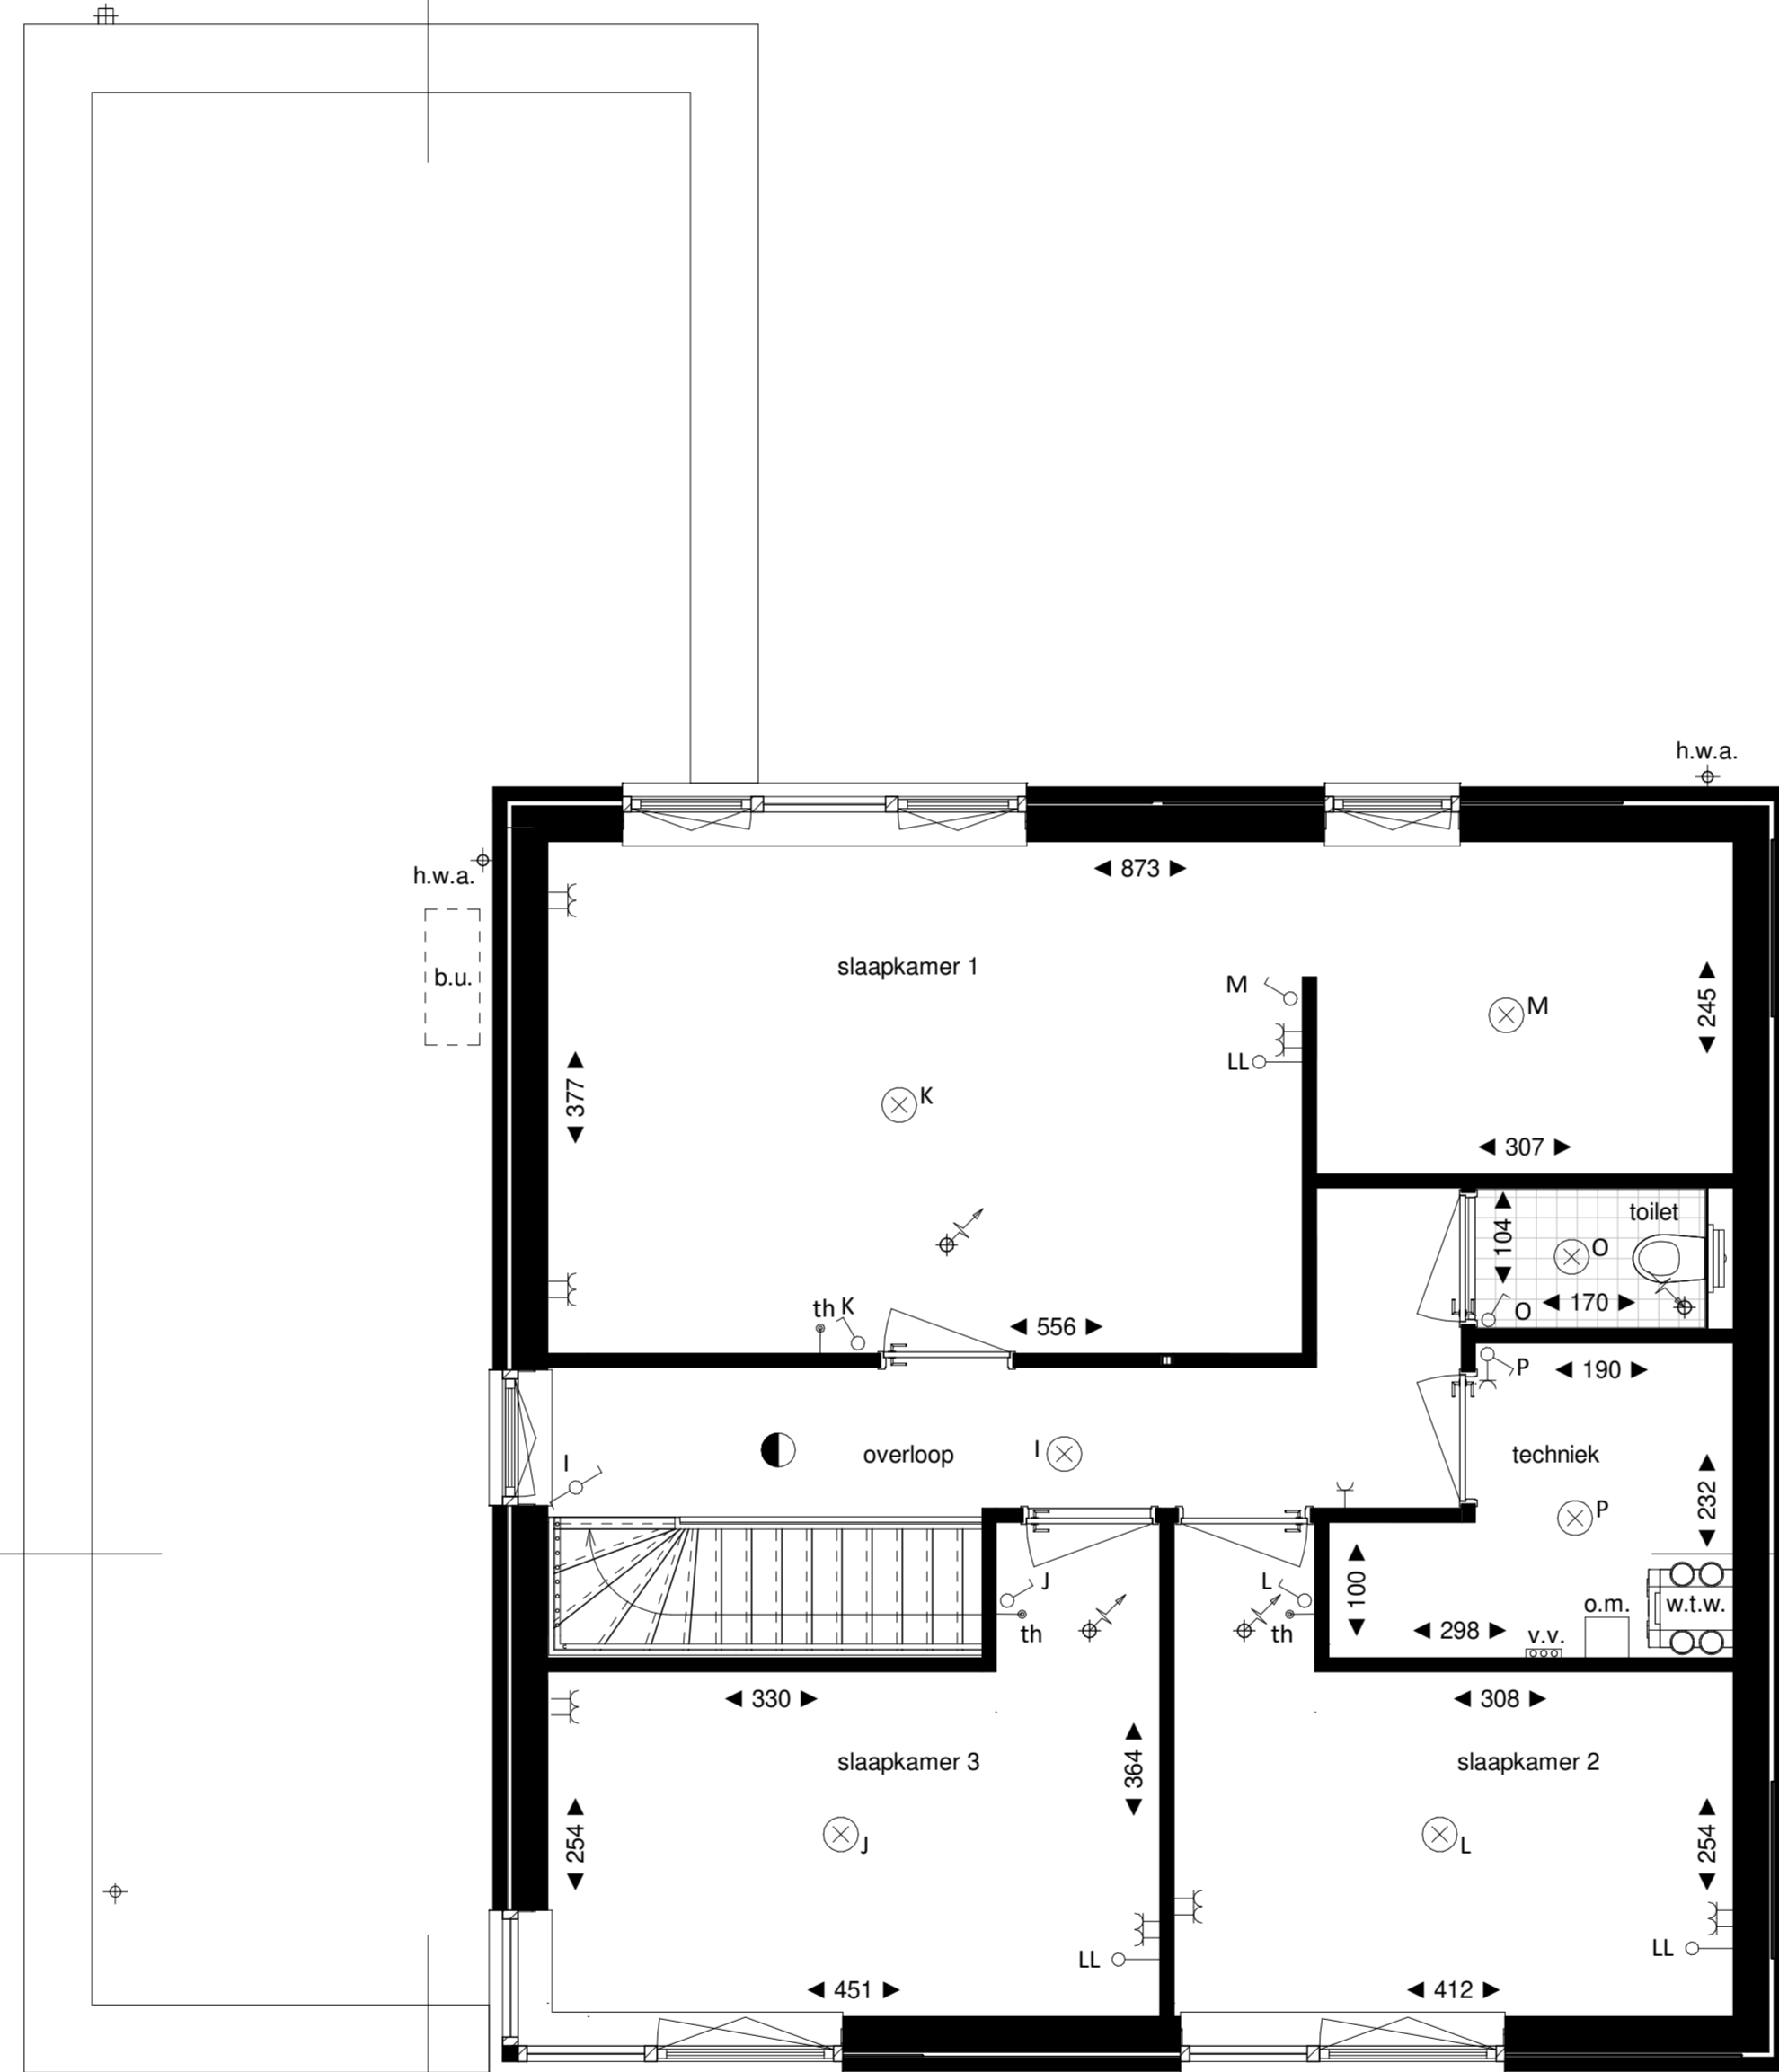 h.w.a.
◄ 873 ►
h.w.a.
slaapkamer 1
b.u.
M
M
◄ 245 ►
LL
◄ 377 ►
K
◄ 307 ►
toilet
◄ 104 ►
O
th K
◄ 556 ►
O
◄ 170 ►
P
◄ 190 ►
I
overloop
I
techniek
◄ 232 ►
P
J
L
◄ 100 ►
o.m.
w.t.w.
th
th
◄ 298 ►
v.v.
◄ 330 ►
◄ 308 ►
slaapkamer 3
◄ 364 ►
slaapkamer 2
◄ 254 ►
J
L
◄ 254 ►
LL
LL
◄ 451 ►
◄ 412 ►